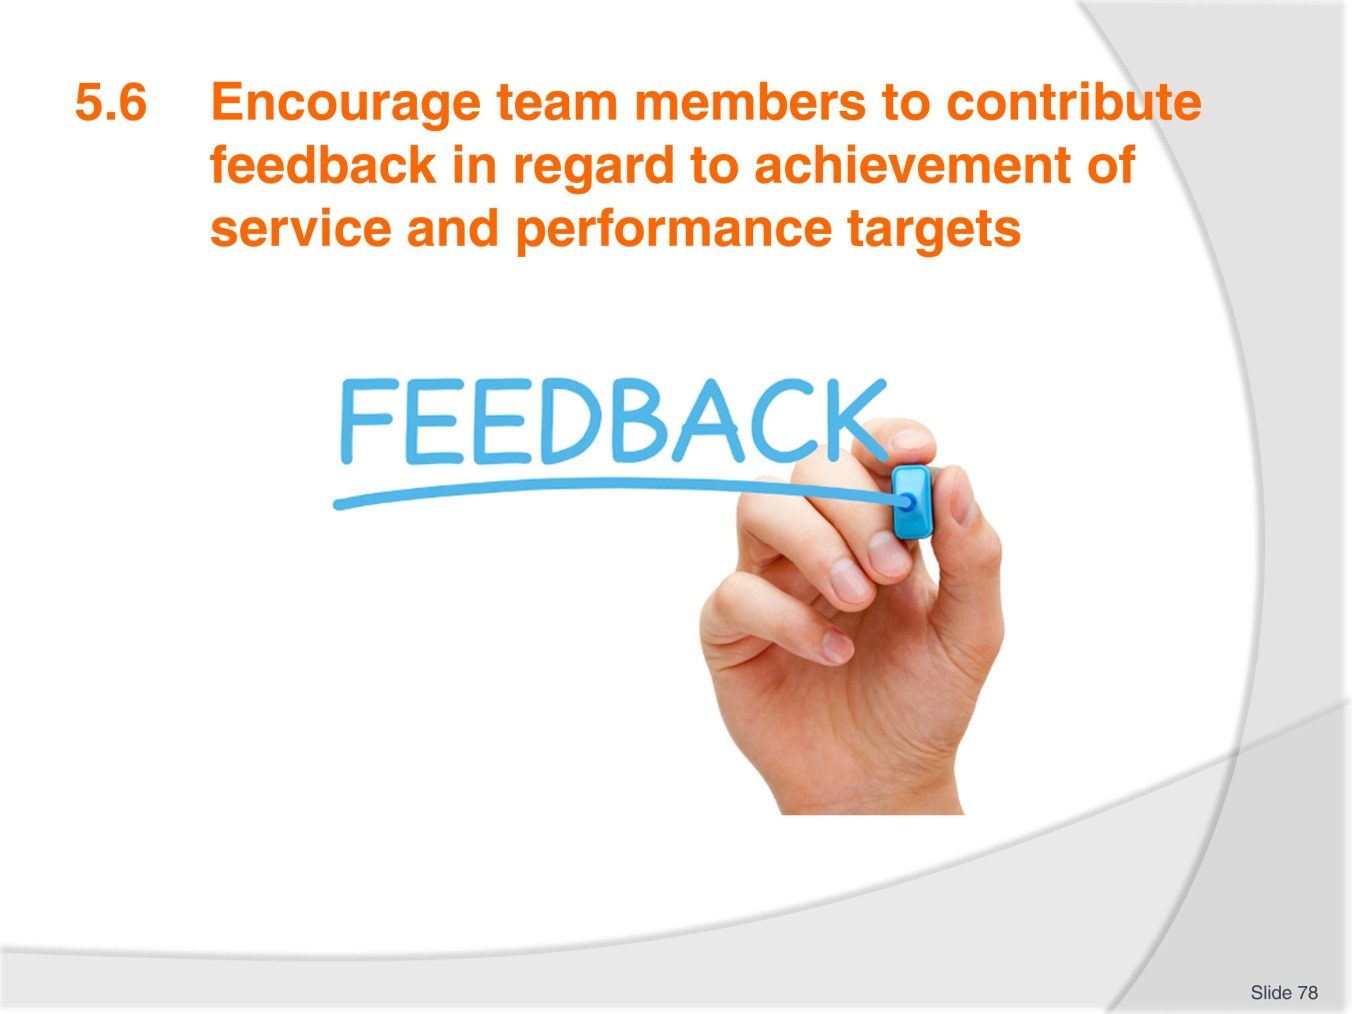 5.6 Encourage team members to contribute
feedback in regard to achievement of
service and performance targets
FEEDBACK
Slide 78